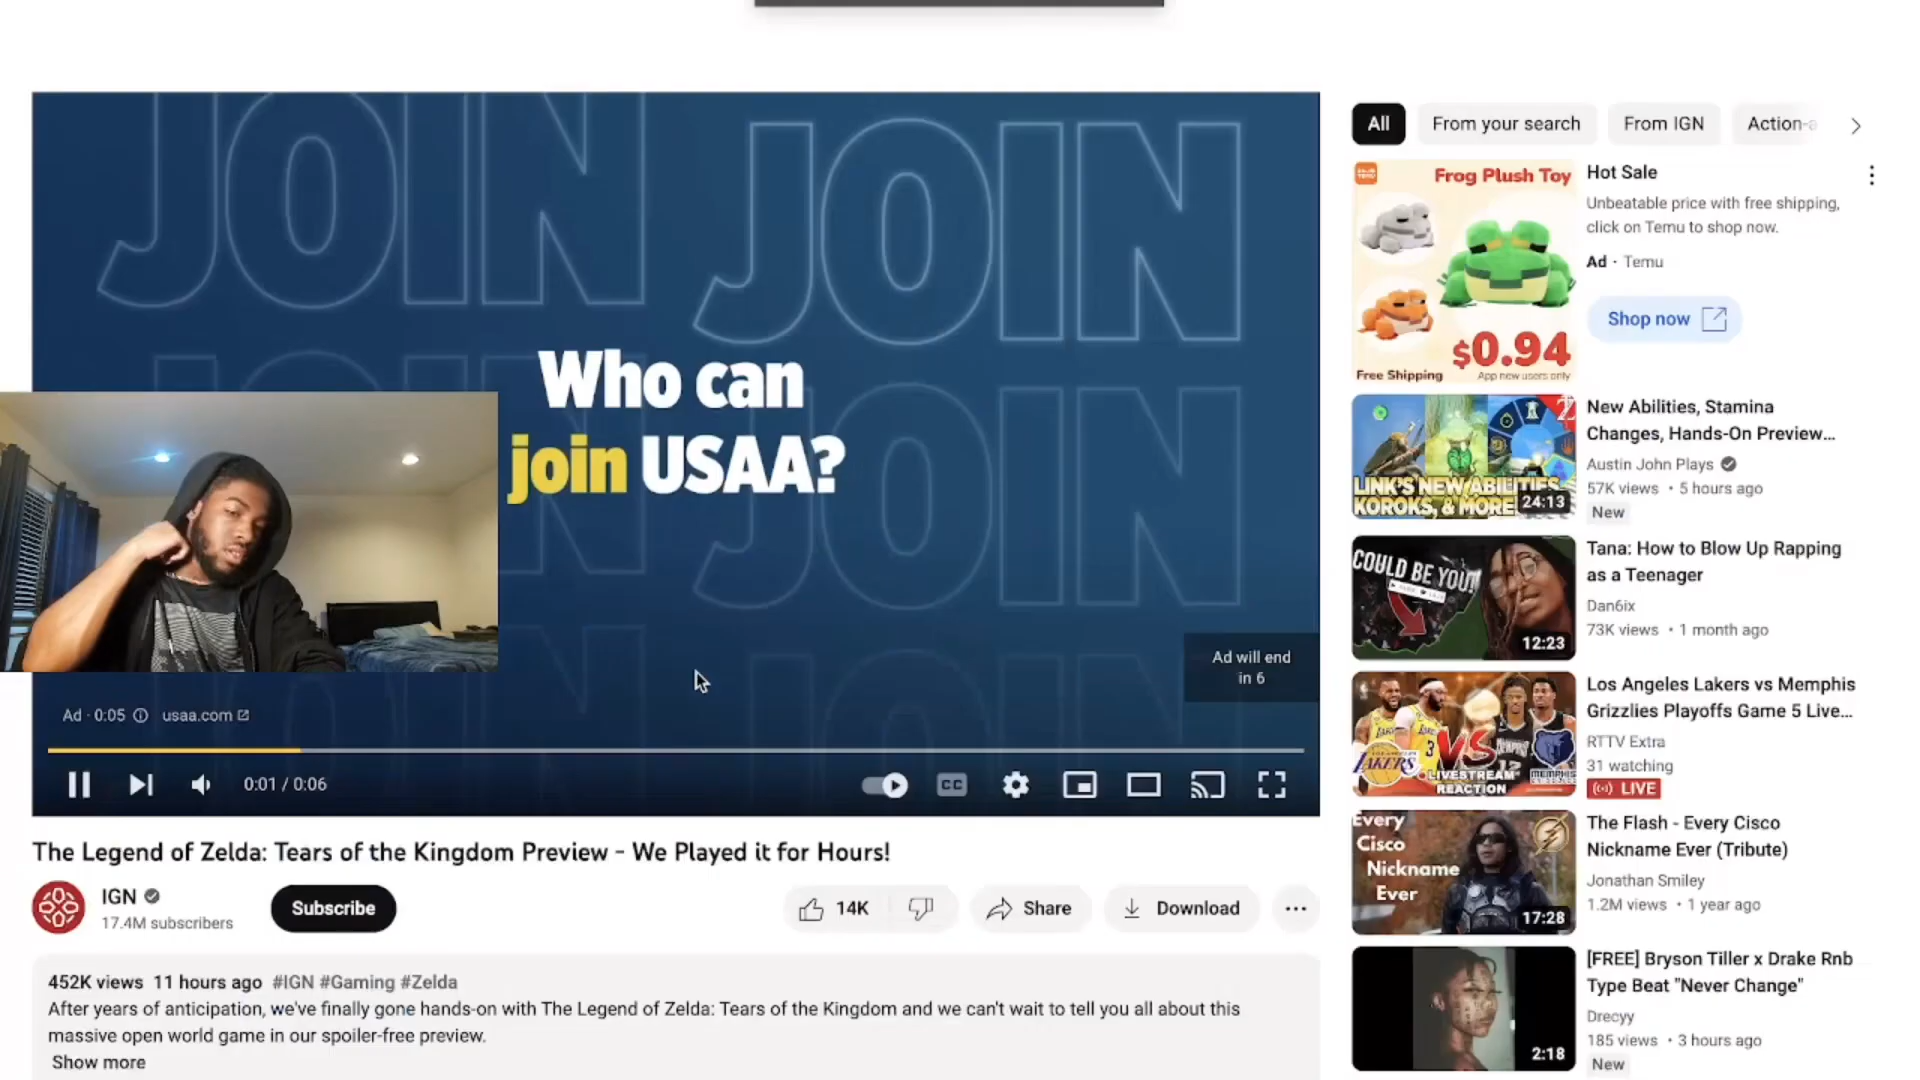 JOIN JOIN
Who can
join USAA?
Ad will end
in 6
Ad · 0:05 usaa.com
0:01 / 0:06
CC
The Legend of Zelda: Tears of the Kingdom Preview - We Played it for Hours!
IGN
17.4M subscribers
Subscribe
14K
Share
Download
452K views 11 hours ago #IGN #Gaming #Zelda
After years of anticipation, we've finally gone hands-on with The Legend of Zelda: Tears of the Kingdom and we can't wait to tell you all about this
massive open world game in our spoiler-free preview.
Show more
All
From your search
From IGN
Action-a
Frog Plush Toy
$0.94
Free Shipping
App new users only
Hot Sale
Unbeatable price with free shipping,
click on Temu to shop now.
Ad · Temu
Shop now
LINK'S NEW ABILITIES,
KOROKS, & MORE!
24:13
New Abilities, Stamina
Changes, Hands-On Preview...
Austin John Plays
57K views • 5 hours ago
New
COULD BE YOU!
12:23
Tana: How to Blow Up Rapping
as a Teenager
Dan6ix
73K views • 1 month ago
LAKERS
VS
MEMPHIS
LIVESTREAM
REACTION
Los Angeles Lakers vs Memphis
Grizzlies Playoffs Game 5 Live...
RTTV Extra
31 watching
LIVE
Every
Cisco
Nickname
Ever
17:28
The Flash - Every Cisco
Nickname Ever (Tribute)
Jonathan Smiley
1.2M views • 1 year ago
2:18
[FREE] Bryson Tiller x Drake Rnb
Type Beat "Never Change"
Drecyy
185 views • 3 hours ago
New